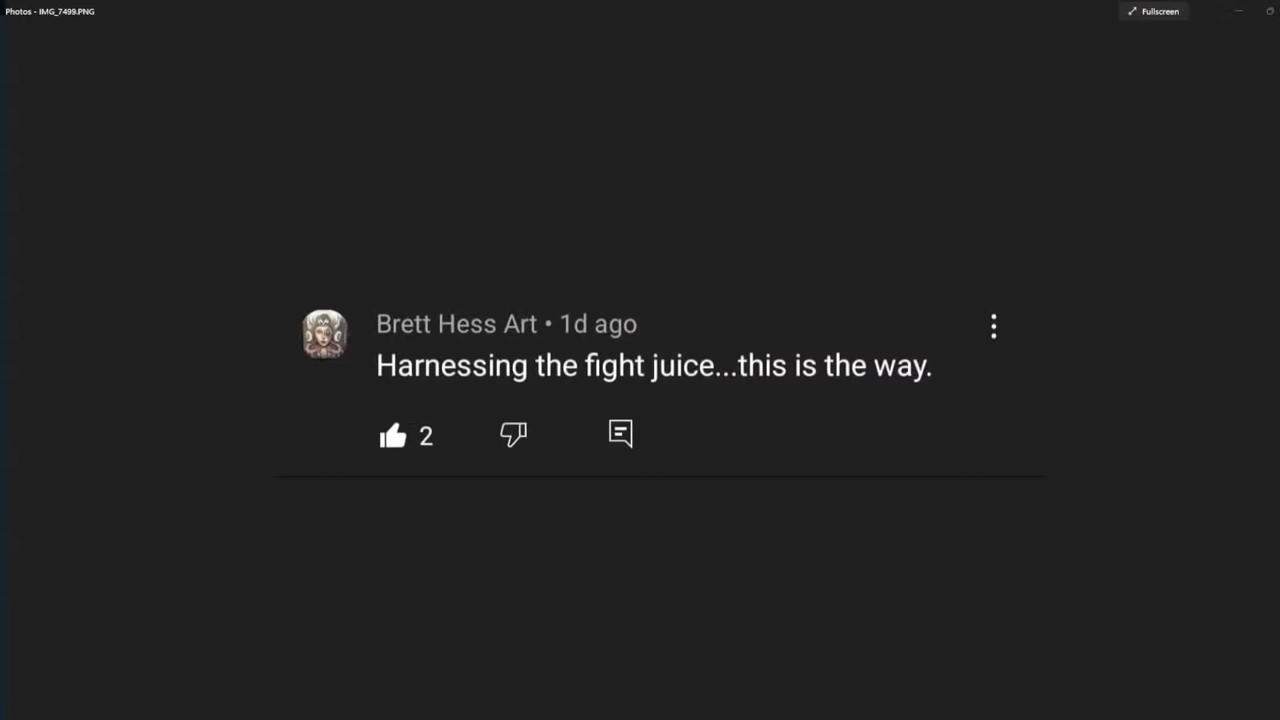 Photos - IMG_7499.PNG
Fullscreen
Brett Hess Art • 1d ago
Harnessing the fight juice...this is the way.
2